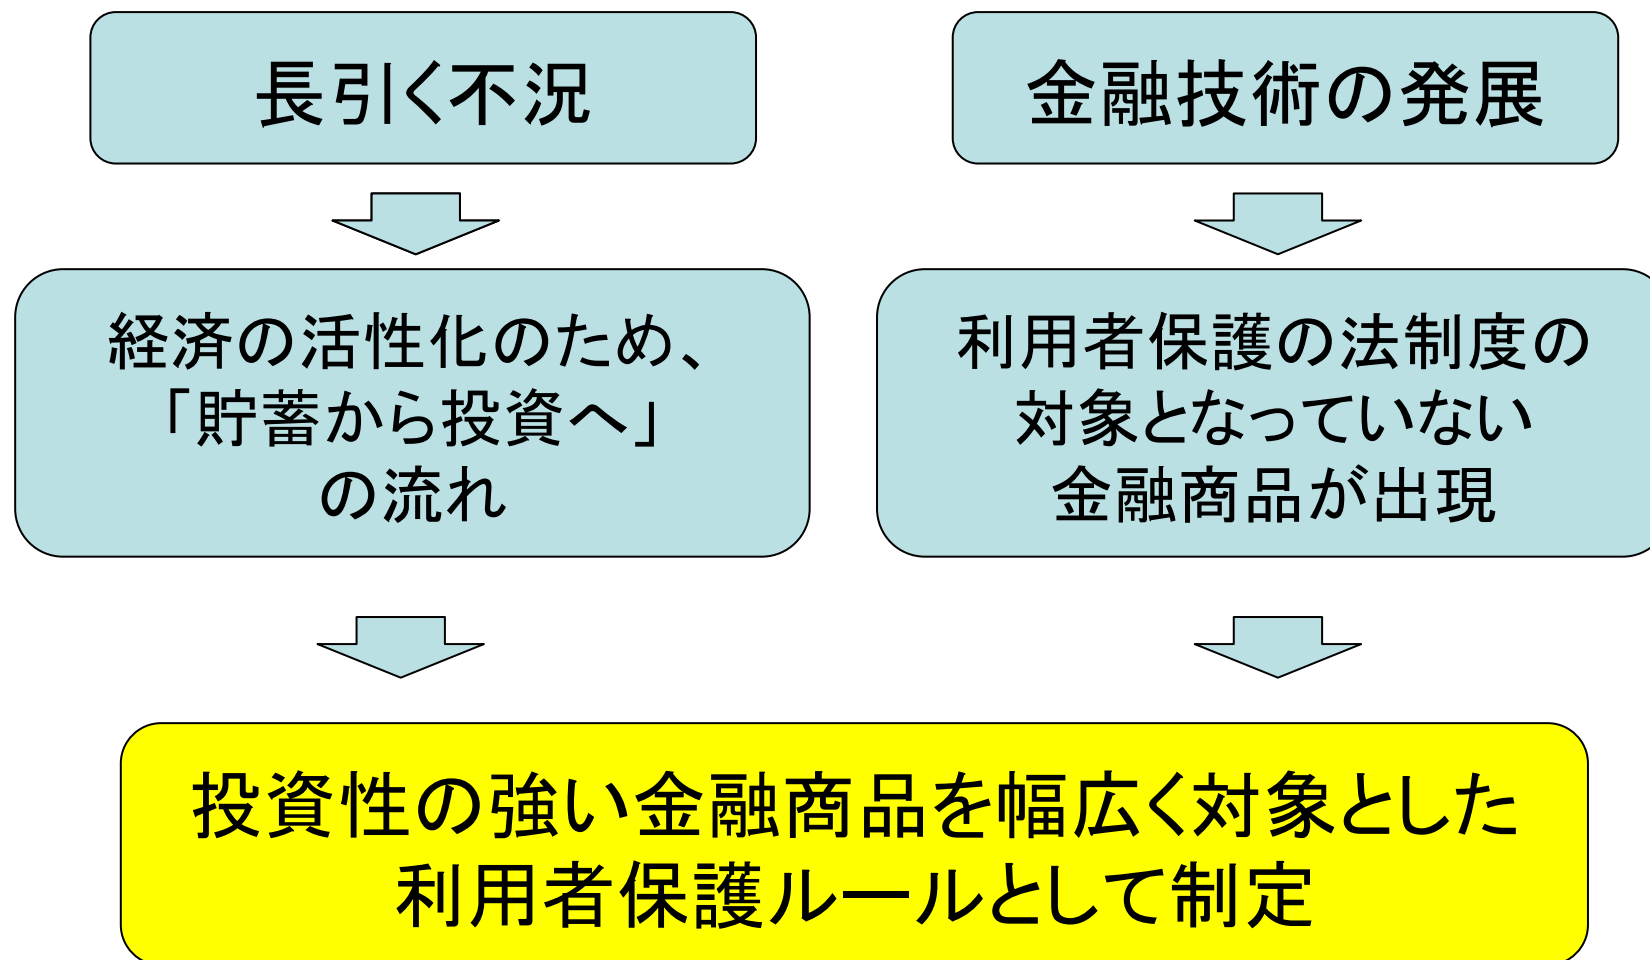 長引く不況
金融技術の発展
経済の活性化のため、
「貯蓄から投資へ」
の流れ
利用者保護の法制度の
対象となっていない
金融商品が出現
投資性の強い金融商品を幅広く対象とした
利用者保護ルールとして制定